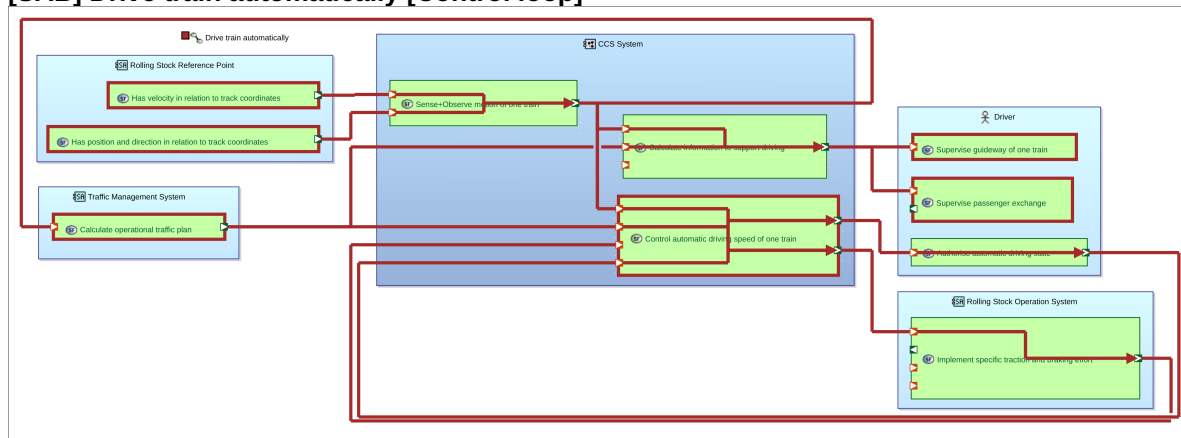 [SAB] Drive train automatically [Control loop]
Drive train automatically
CCS System
Rolling Stock Reference Point
Has velocity in relation to track coordinates
Has position and direction in relation to track coordinates
Sense+Observe motion of one train
Calculate information to support driving
Control automatic driving speed of one train
Traffic Management System
Calculate operational traffic plan
Driver
Supervise guideway of one train
Supervise passenger exchange
Authorise automatic driving state
Rolling Stock Operation System
Implement specific traction and braking effort